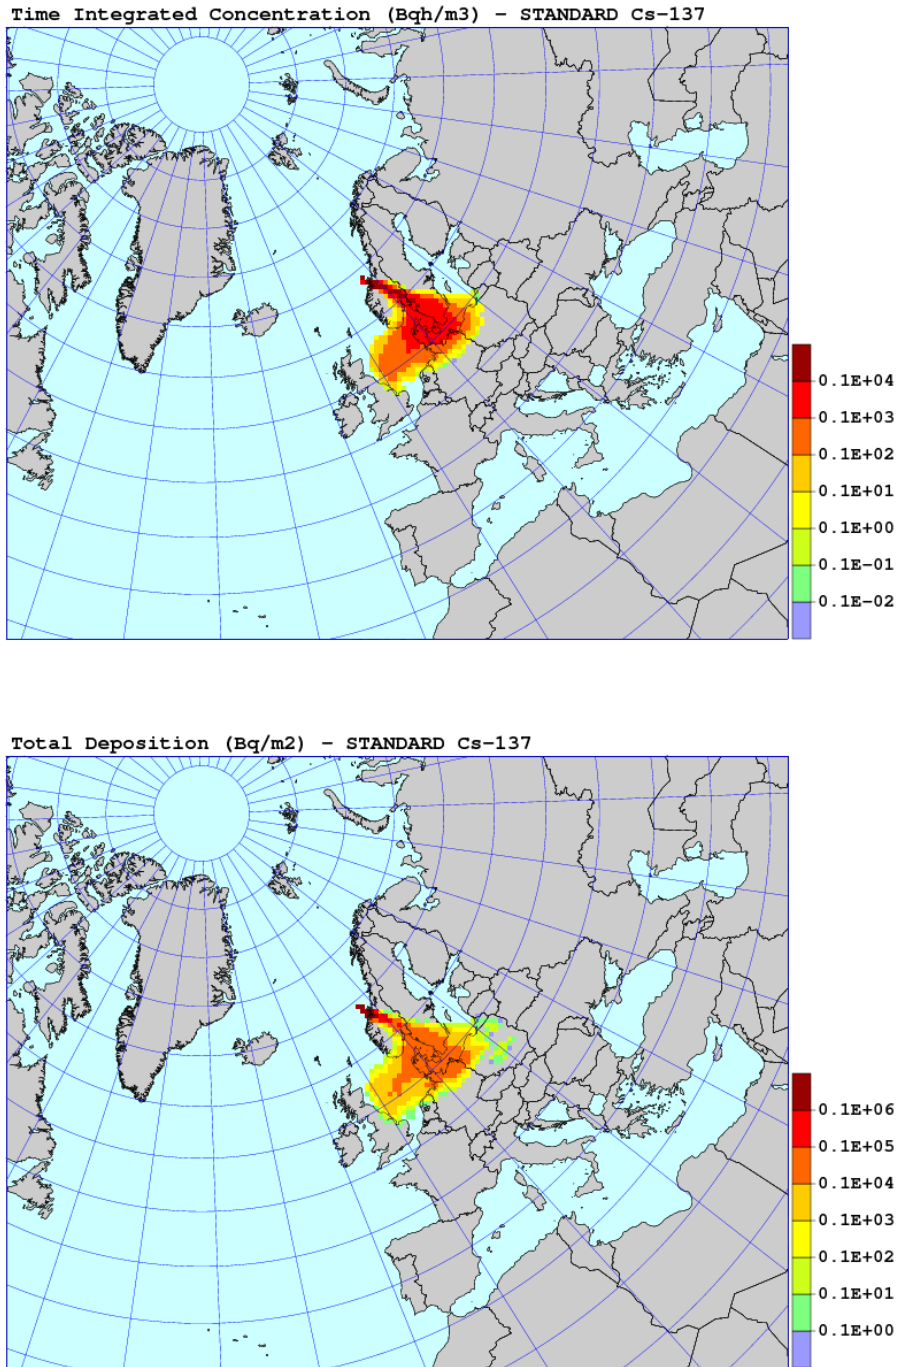 Time Integrated Concentration (Bqh/m3) – STANDARD Cs–137
0.1E+04
0.1E+03
0.1E+02
0.1E+01
0.1E+00
0.1E–01
0.1E–02
Total Deposition (Bq/m2) – STANDARD Cs–137
0.1E+06
0.1E+05
0.1E+04
0.1E+03
0.1E+02
0.1E+01
0.1E+00